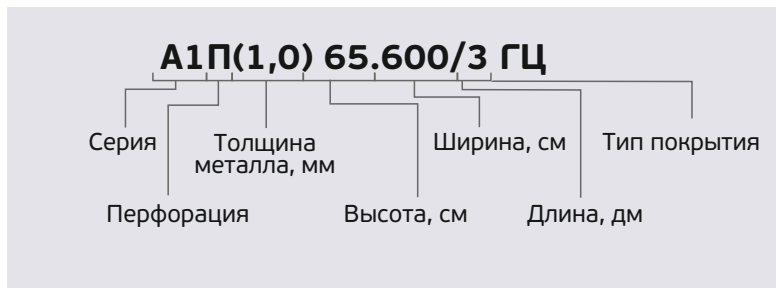 А1П(1,0) 65.600/3 ГЦ
Серия
Толщина
металла, мм
Ширина, см
Тип покрытия
Перфорация
Высота, см
Длина, дм